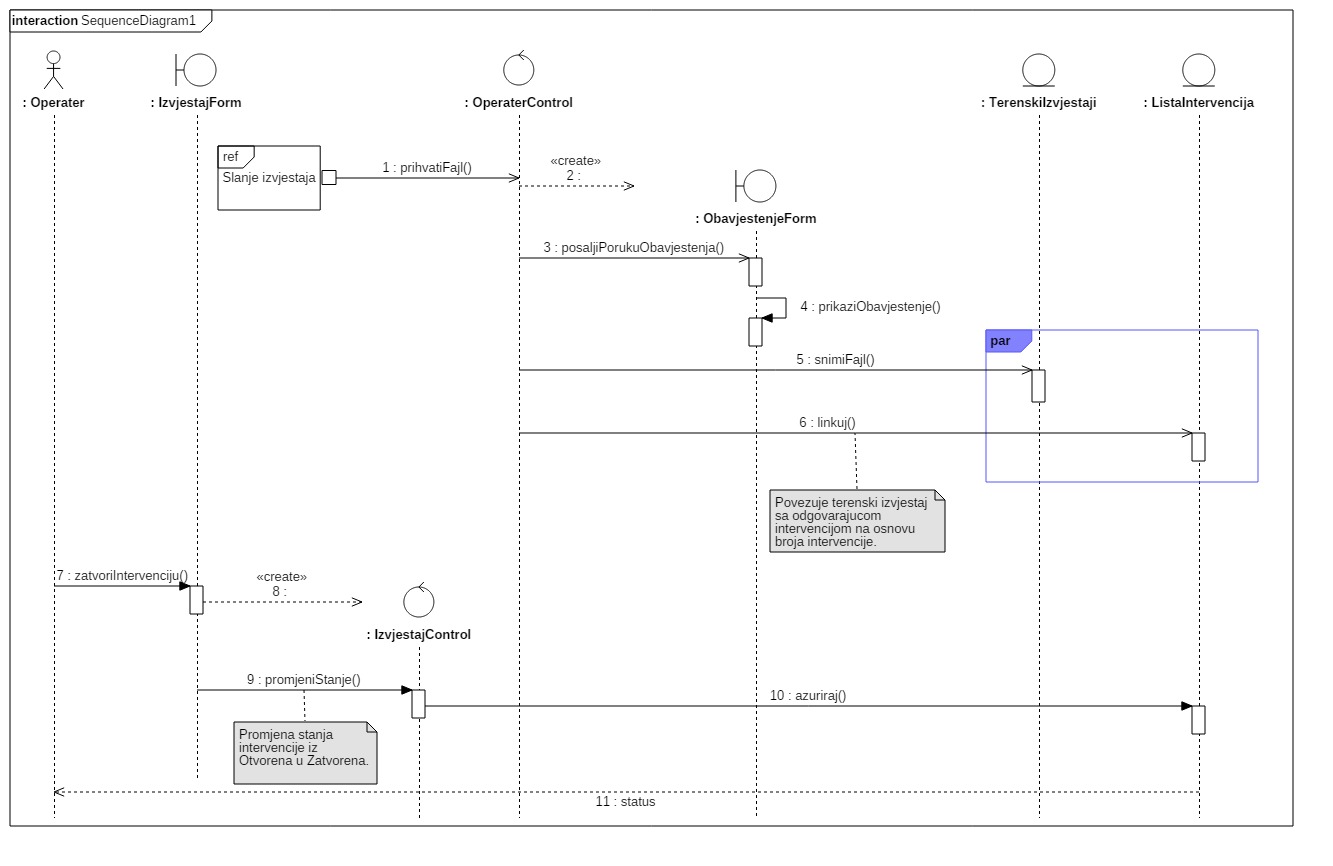 interaction SequenceDiagram1
: Operater
: IzvjestajForm
: OperaterControl
: TerenskiIzvjestaji
: ListaIntervencija
ref
Slanje izvjestaja
1 : prihvatiFajl()
«create»
2 :
: ObavjestenjeForm
3 : posaljiPorukuObavjestenja()
4 : prikaziObavjestenje()
par
5 : snimiFajl()
6 : linkuj()
Povezuje terenski izvjestaj
sa odgovarajucom
intervencijom na osnovu
broja intervencije.
7 : zatvoriIntervenciju()
«create»
8 :
: IzvjestajControl
9 : promjeniStanje()
10 : azuriraj()
Promjena stanja
intervencije iz
Otvorena u Zatvorena.
11 : status